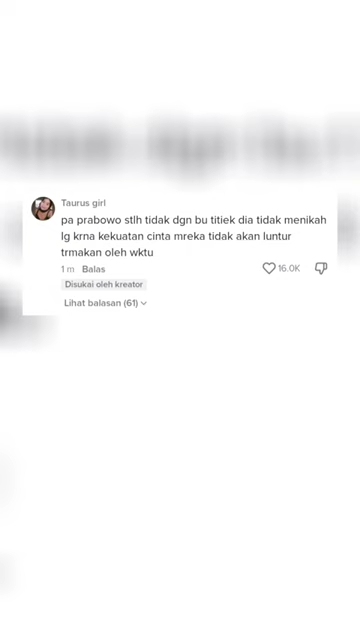 Taurus girl
pa prabowo stlh tidak dgn bu titiek dia tidak menikah
lg krna kekuatan cinta mreka tidak akan luntur
trmakan oleh wktu
1 m Balas
16.0K
Disukai oleh kreator
Lihat balasan (61)